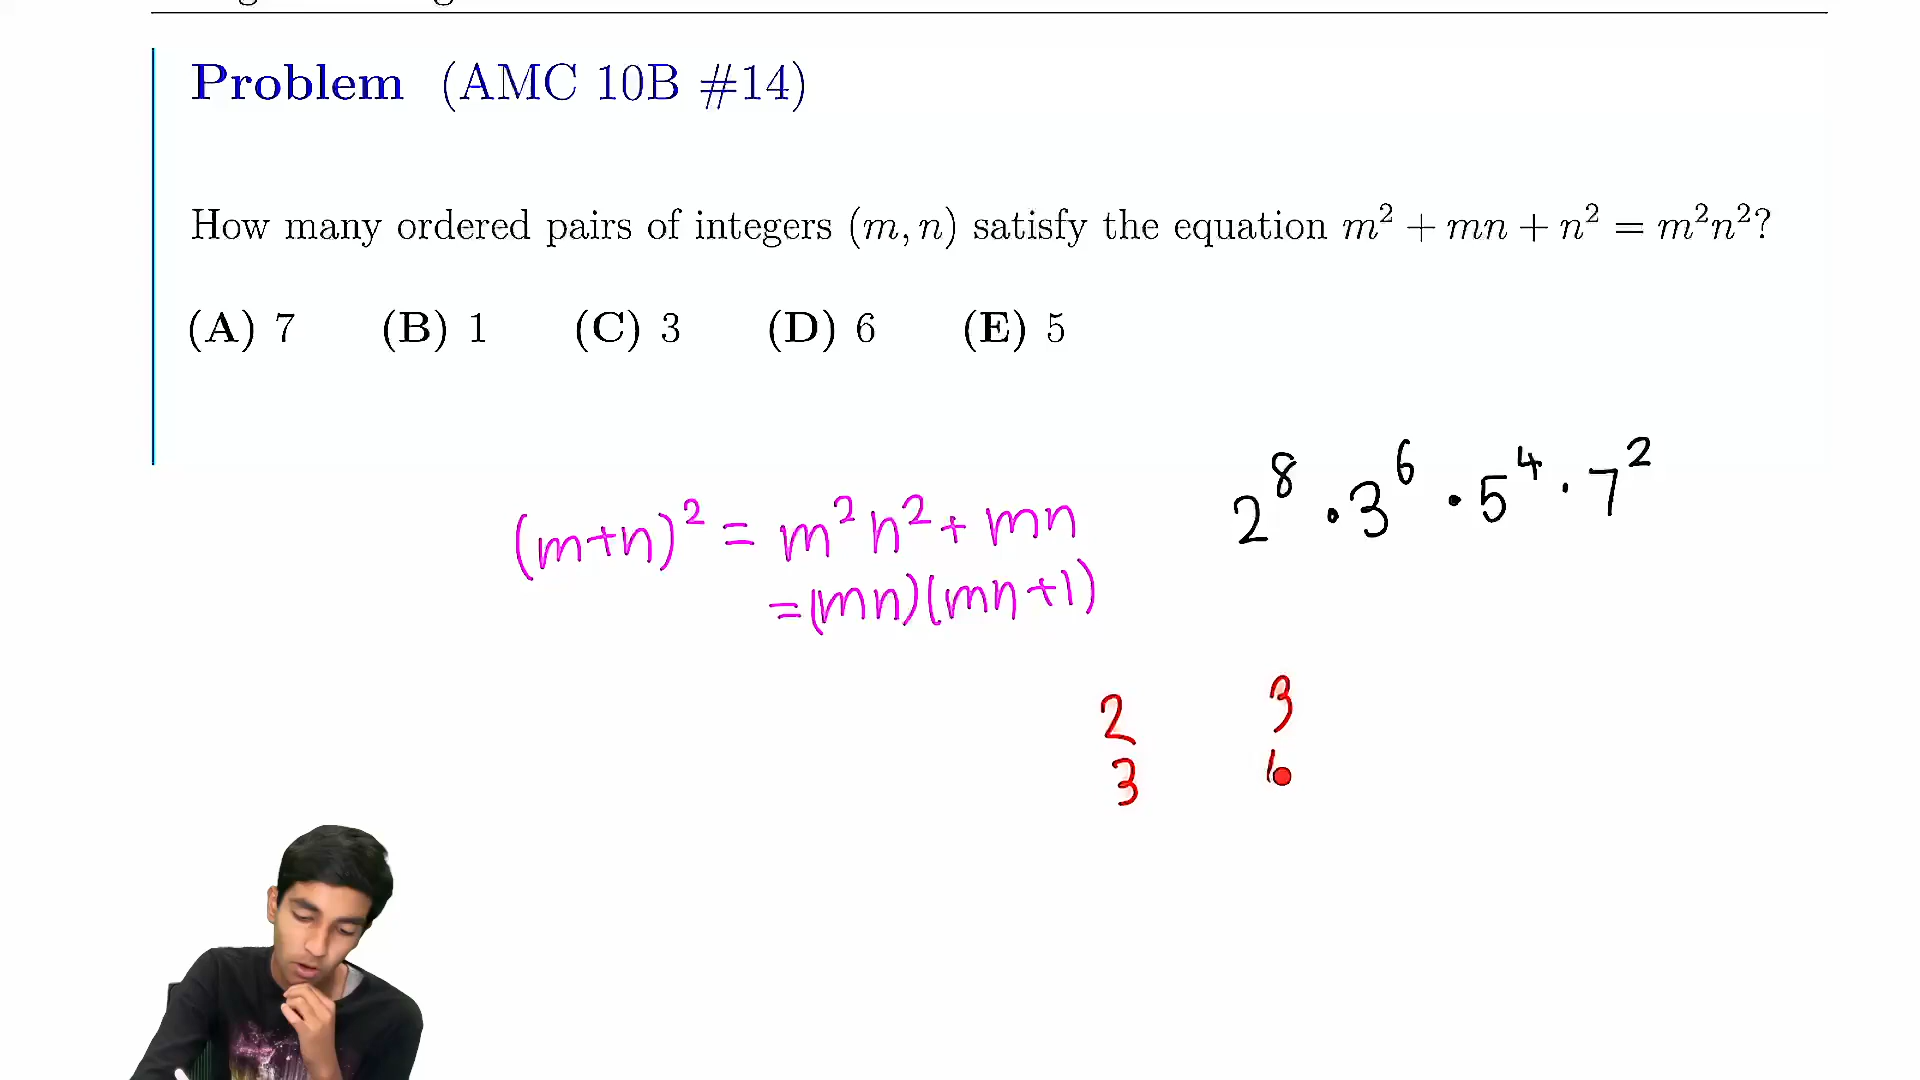 Problem (AMC 10B #14)
How many ordered pairs of integers (m, n) satisfy the equation m² + mn + n² = m²n²?
(A) 7 (B) 1 (C) 3 (D) 6 (E) 5
2⁸ · 3⁶ · 5⁴ · 7²
(m+n)² = m²n² + mn
= (mn)(mn+1)
2 3
3 6